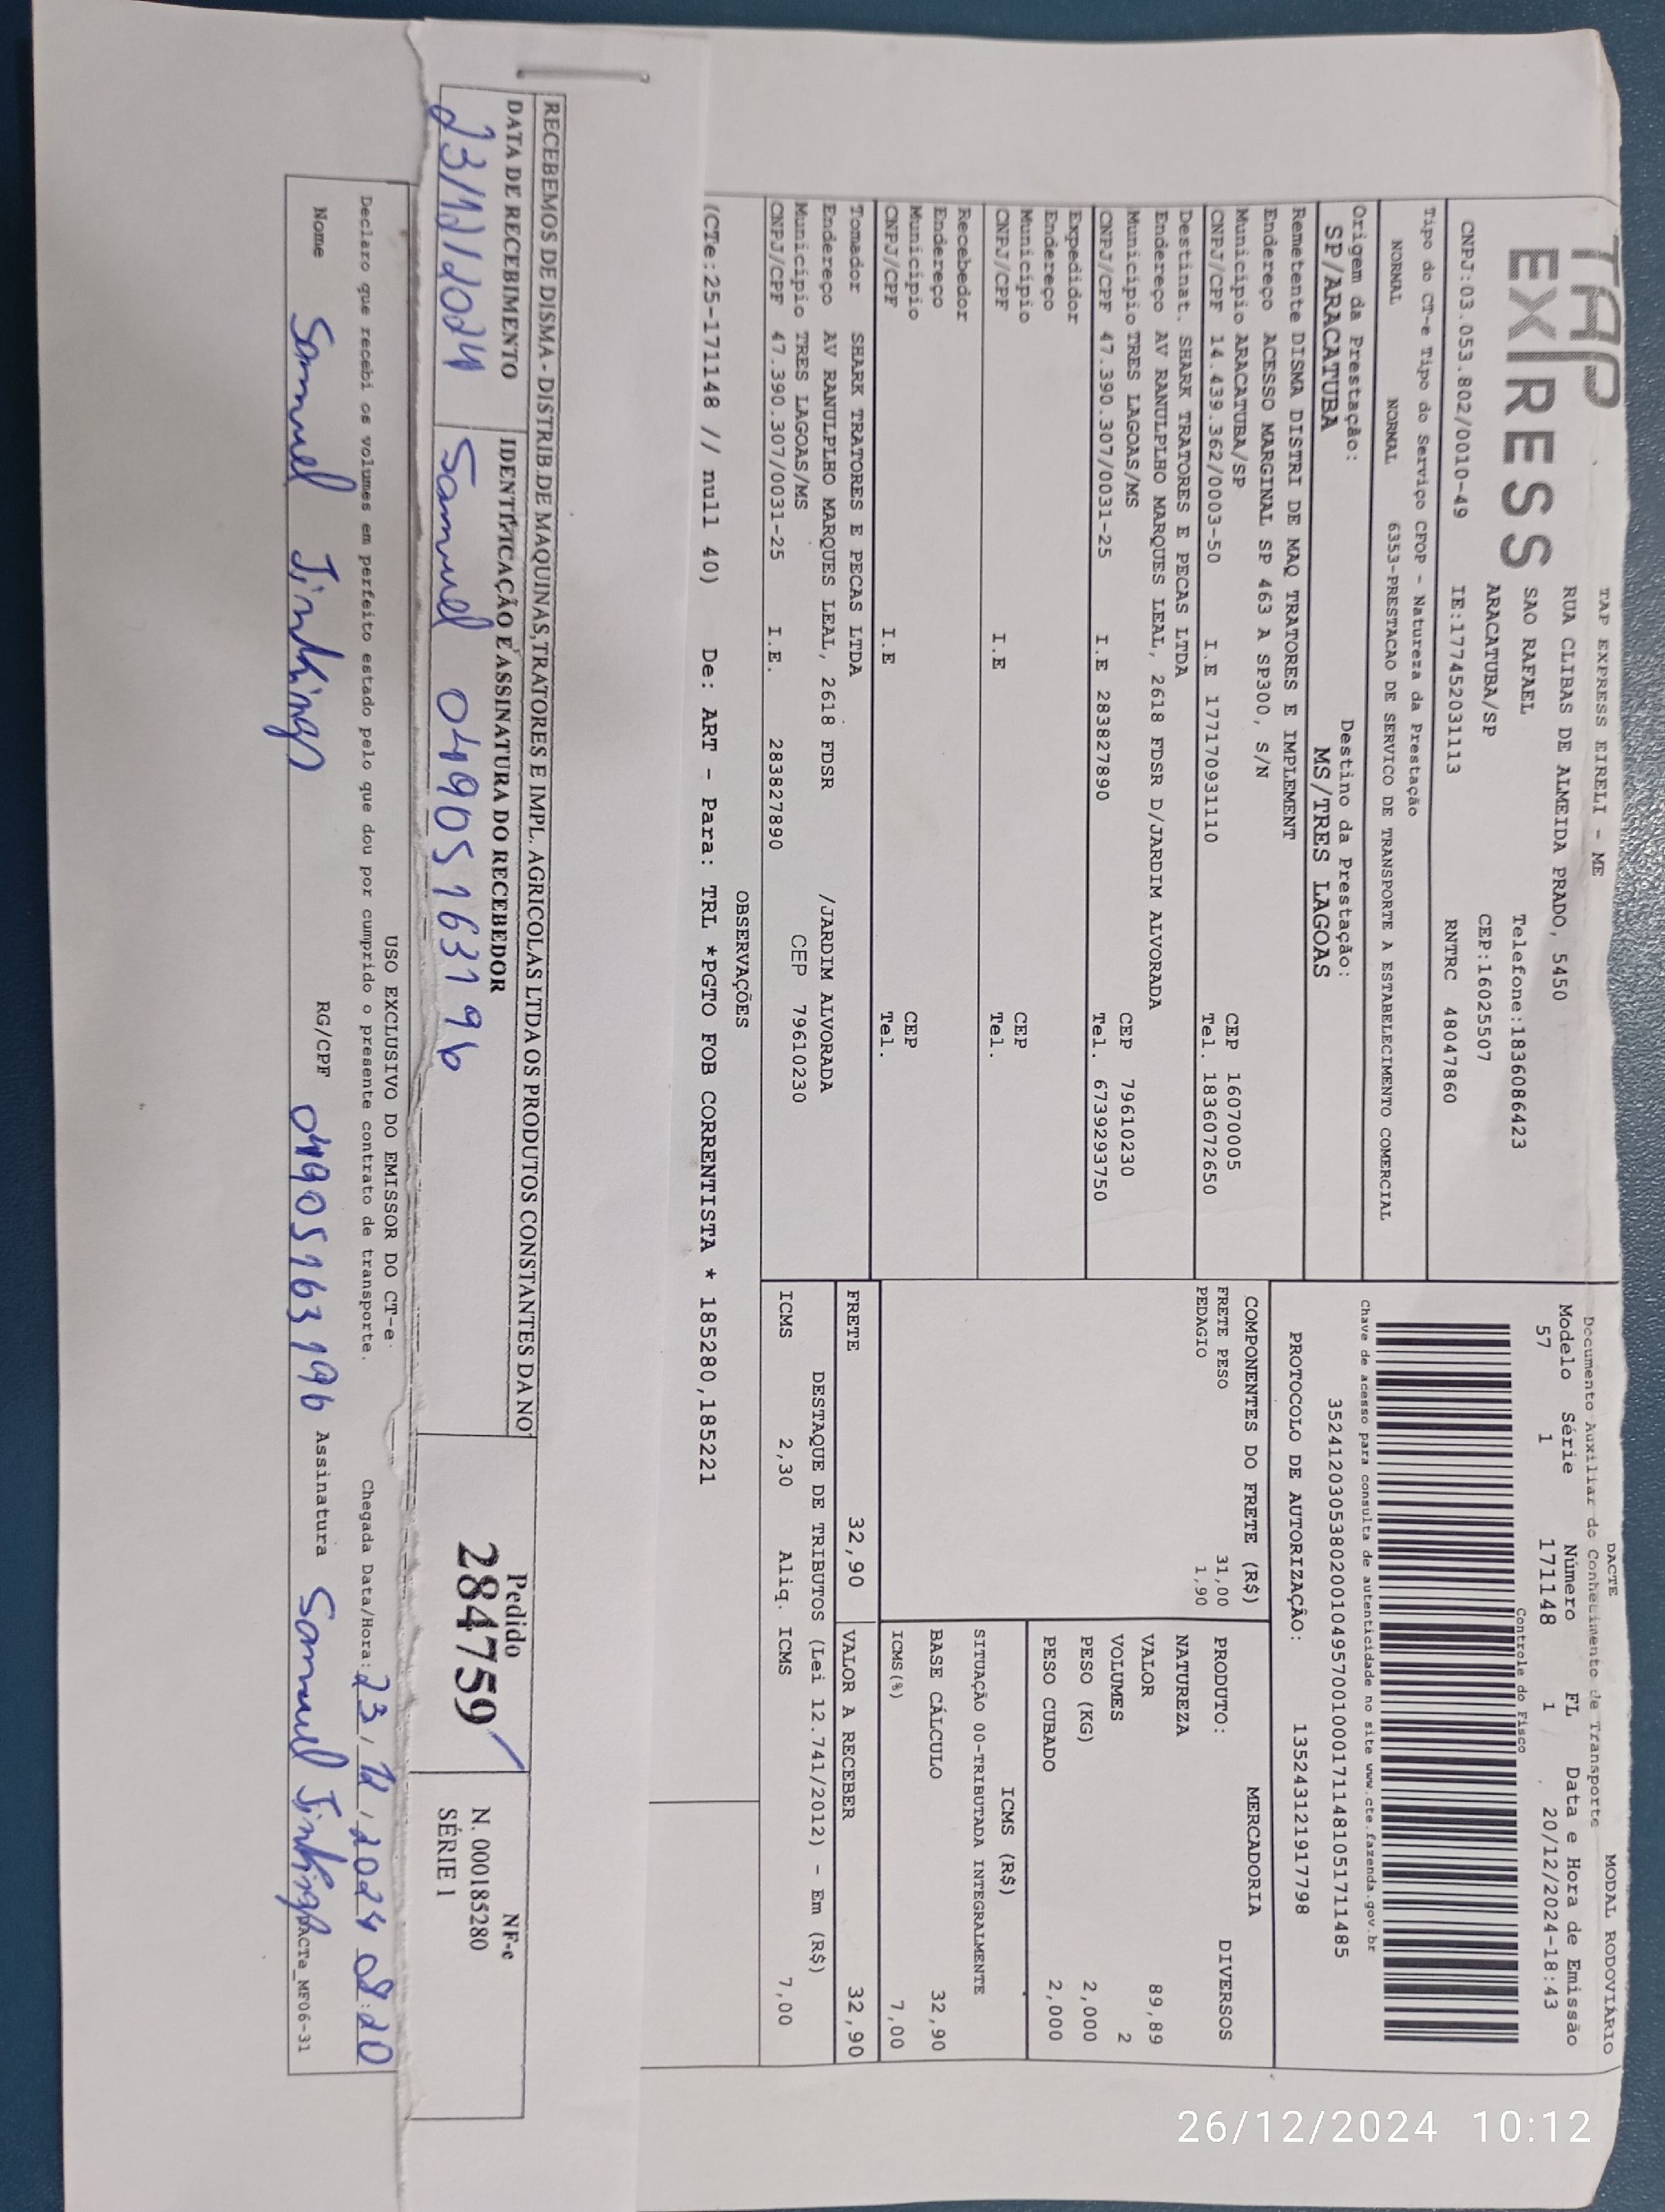 TAP
EXPRESS
TAP EXPRESS EIRELI - ME
RUA CLIBAS DE ALMEIDA PRADO, 5450
SAO RAFAEL Telefone:1836086423
ARACATUBA/SP CEP:16025507
CNPJ:03.053.802/0010-49 IE:177452031113 RNTRC 48047860
Tipo do CT-e Tipo do Serviço CFOP - Natureza da Prestação
NORMAL NORMAL 6353-PRESTACAO DE SERVICO DE TRANSPORTE A ESTABELECIMENTO COMERCIAL
Origem da Prestação: Destino da Prestação:
SP/ARACATUBA MS/TRES LAGOAS
DACTE MODAL RODOVIÁRIO
Documento Auxiliar do Conhecimento de Transporte
Modelo Série Número FL Data e Hora de Emissão
57 1 171148 1 20/12/2024-18:43
Controle do Fisco
Chave de acesso para consulta de autenticidade no site www.cte.fazenda.gov.br
35241203053802001049570010001711481051711485
PROTOCOLO DE AUTORIZAÇÃO: 135243121917798
Remetente DISMA DISTRI DE MAQ TRATORES E IMPLEMENT
Endereço ACESSO MARGINAL SP 463 A SP300, S/N
Município ARACATUBA/SP CEP 16070005
CNPJ/CPF 14.439.362/0003-50 I.E 177170931110 Tel. 1836072650
Destinat. SHARK TRATORES E PECAS LTDA
Endereço AV RANULPLHO MARQUES LEAL, 2618 FDSR D/JARDIM ALVORADA
Município TRES LAGOAS/MS CEP 79610230
CNPJ/CPF 47.390.307/0031-25 I.E 283827890 Tel. 6739293750
Expedidor
Endereço
Município CEP
CNPJ/CPF I.E Tel.
Recebedor
Endereço
Município CEP
CNPJ/CPF I.E Tel.
Tomador SHARK TRATORES E PECAS LTDA
Endereço AV RANULPLHO MARQUES LEAL, 2618 FDSR /JARDIM ALVORADA
Município TRES LAGOAS/MS CEP 79610230
CNPJ/CPF 47.390.307/0031-25 I.E. 283827890
COMPONENTES DO FRETE (R$)
FRETE PESO 31,00
PEDAGIO 1,90
MERCADORIA
PRODUTO: DIVERSOS
NATUREZA
VALOR 89,89
VOLUMES 2
PESO (KG) 2,000
PESO CUBADO 2,000
ICMS (R$)
SITUAÇÃO 00-TRIBUTADA INTEGRALMENTE
BASE CÁLCULO 32,90
ICMS(%) 7,00
FRETE 32,90 VALOR A RECEBER 32,90
DESTAQUE DE TRIBUTOS (Lei 12.741/2012) - Em (R$)
ICMS 2,30 Aliq. ICMS 7,00
OBSERVAÇÕES
(CTe:25-171148 // null 40) De: ART - Para: TRL *PGTO FOB CORRENTISTA * 185280,185221
RECEBEMOS DE DISMA - DISTRIB.DE MAQUINAS,TRATORES E IMPL. AGRICOLAS LTDA OS PRODUTOS CONSTANTES DA NO
DATA DE RECEBIMENTO IDENTIFICAÇÃO E ASSINATURA DO RECEBEDOR
23/12/2024 Samuel 04905163196
Pedido
284759
NF-e
N. 000185280
SÉRIE 1
USO EXCLUSIVO DO EMISSOR DO CT-e
Declaro que recebi os volumes em perfeito estado pelo que dou por cumprido o presente contrato de transporte. Chegada Data/Hora: 23/12/2024 08:20
Nome Samuel Jinkings RG/CPF 04905163196 Assinatura Samuel Jinkings
DACTe_MF06-31
26/12/2024 10:12